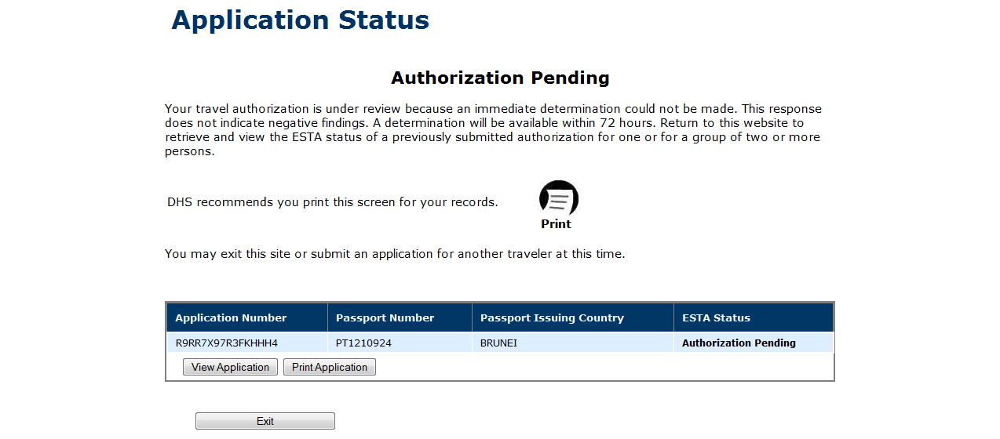 Application Status
Authorization Pending
Your travel authorization is under review because an immediate determination could not be made. This response
does not indicate negative findings. A determination will be available within 72 hours. Return to this website to
retrieve and view the ESTA status of a previously submitted authorization for one or for a group of two or more
persons.
DHS recommends you print this screen for your records.
Print
You may exit this site or submit an application for another traveler at this time.
Application Number Passport Number Passport Issuing Country ESTA Status
R9RR7X97R3FKHHH4 PT1210924 BRUNEI Authorization Pending
View Application Print Application
Exit